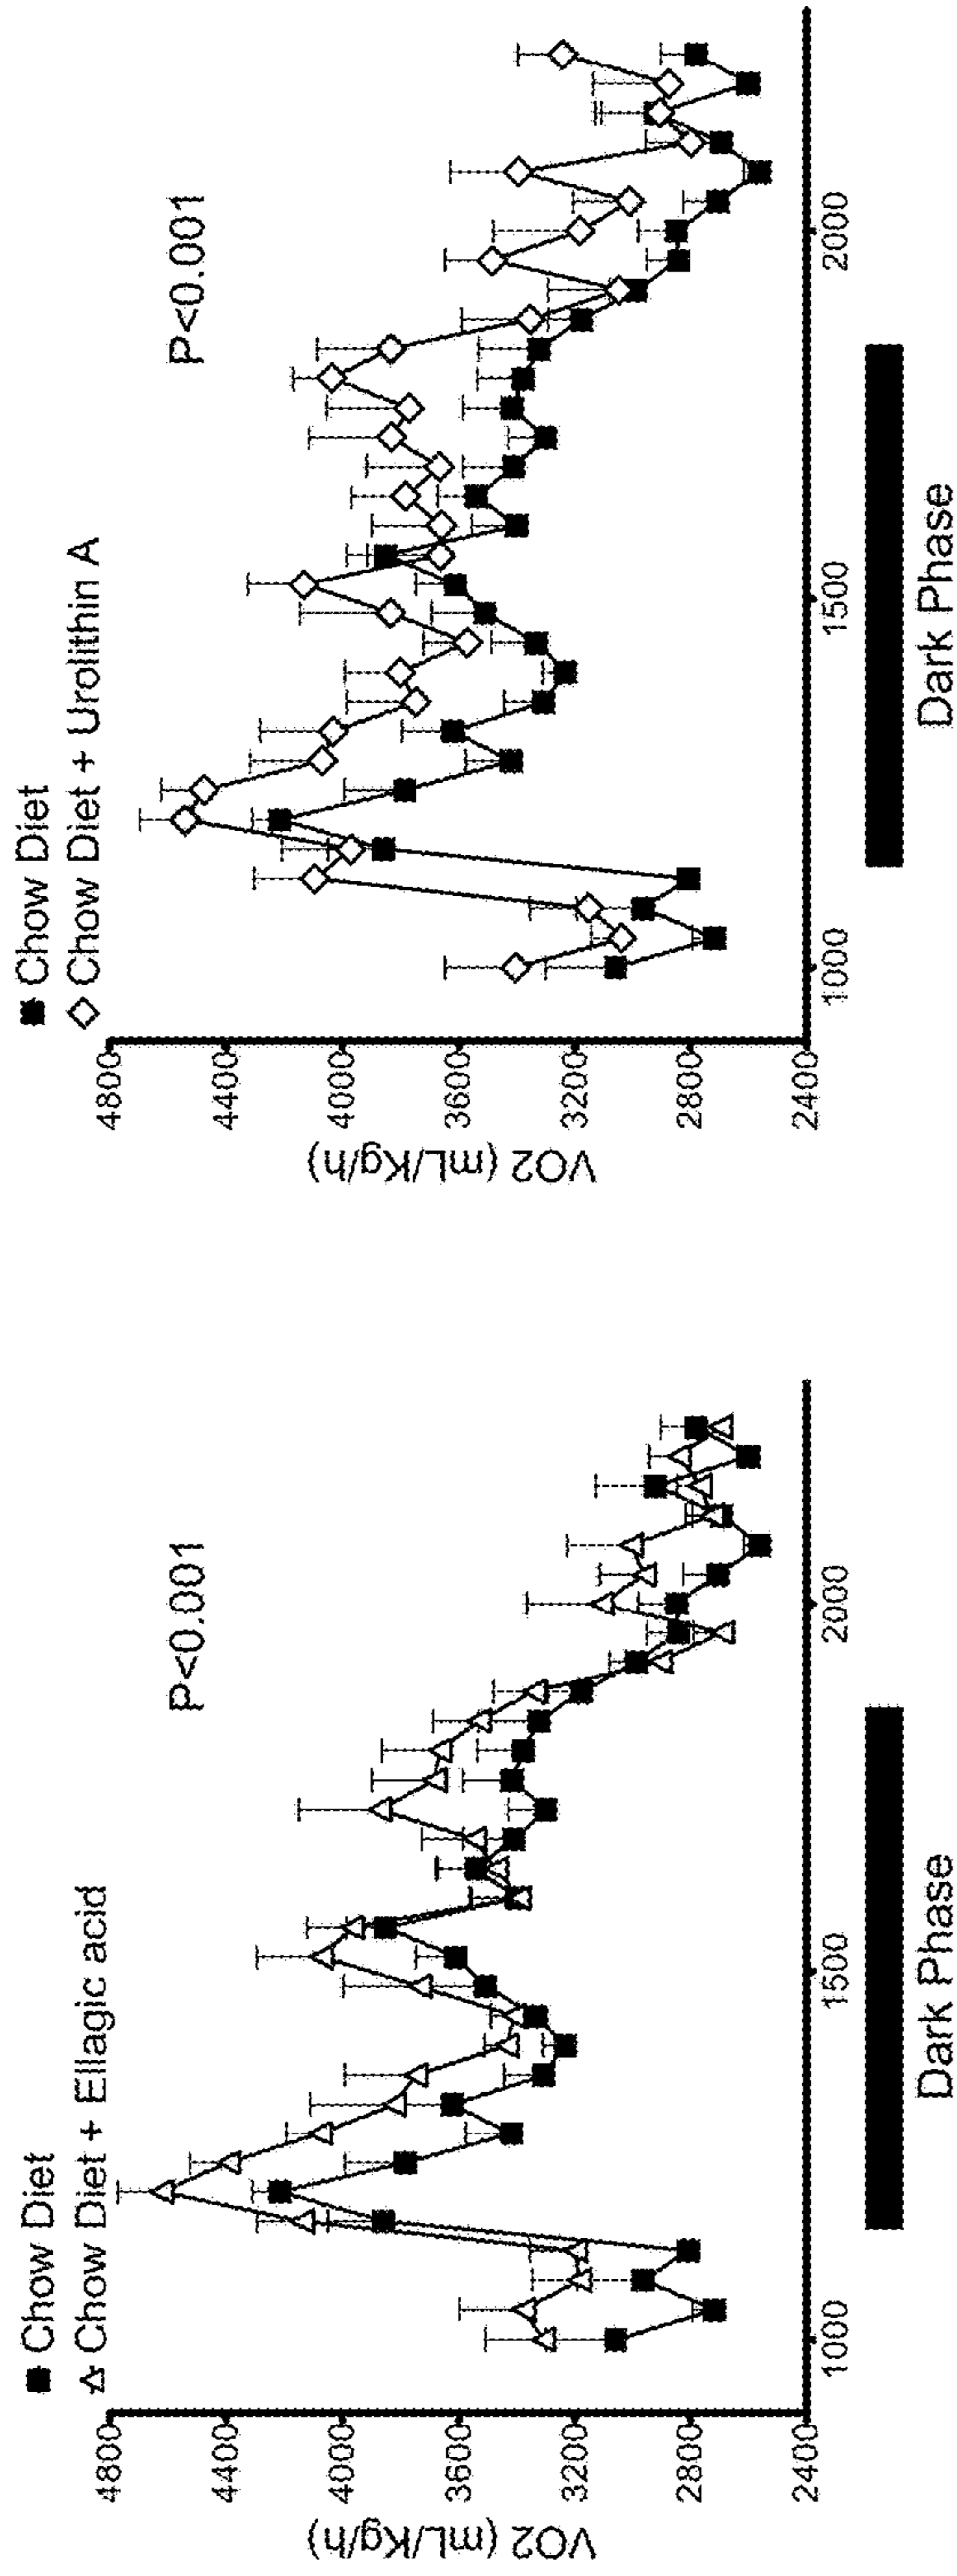 Chow Diet
Chow Diet + Ellagic acid
P<0.001
4800
4400
4000
3600
3200
2800
2400
VO2 (mL/Kg/h)
1000
1500
2000
Dark Phase
Chow Diet
Chow Diet + Urolithin A
P<0.001
4800
4400
4000
3600
3200
2800
2400
VO2 (mL/Kg/h)
1000
1500
2000
Dark Phase